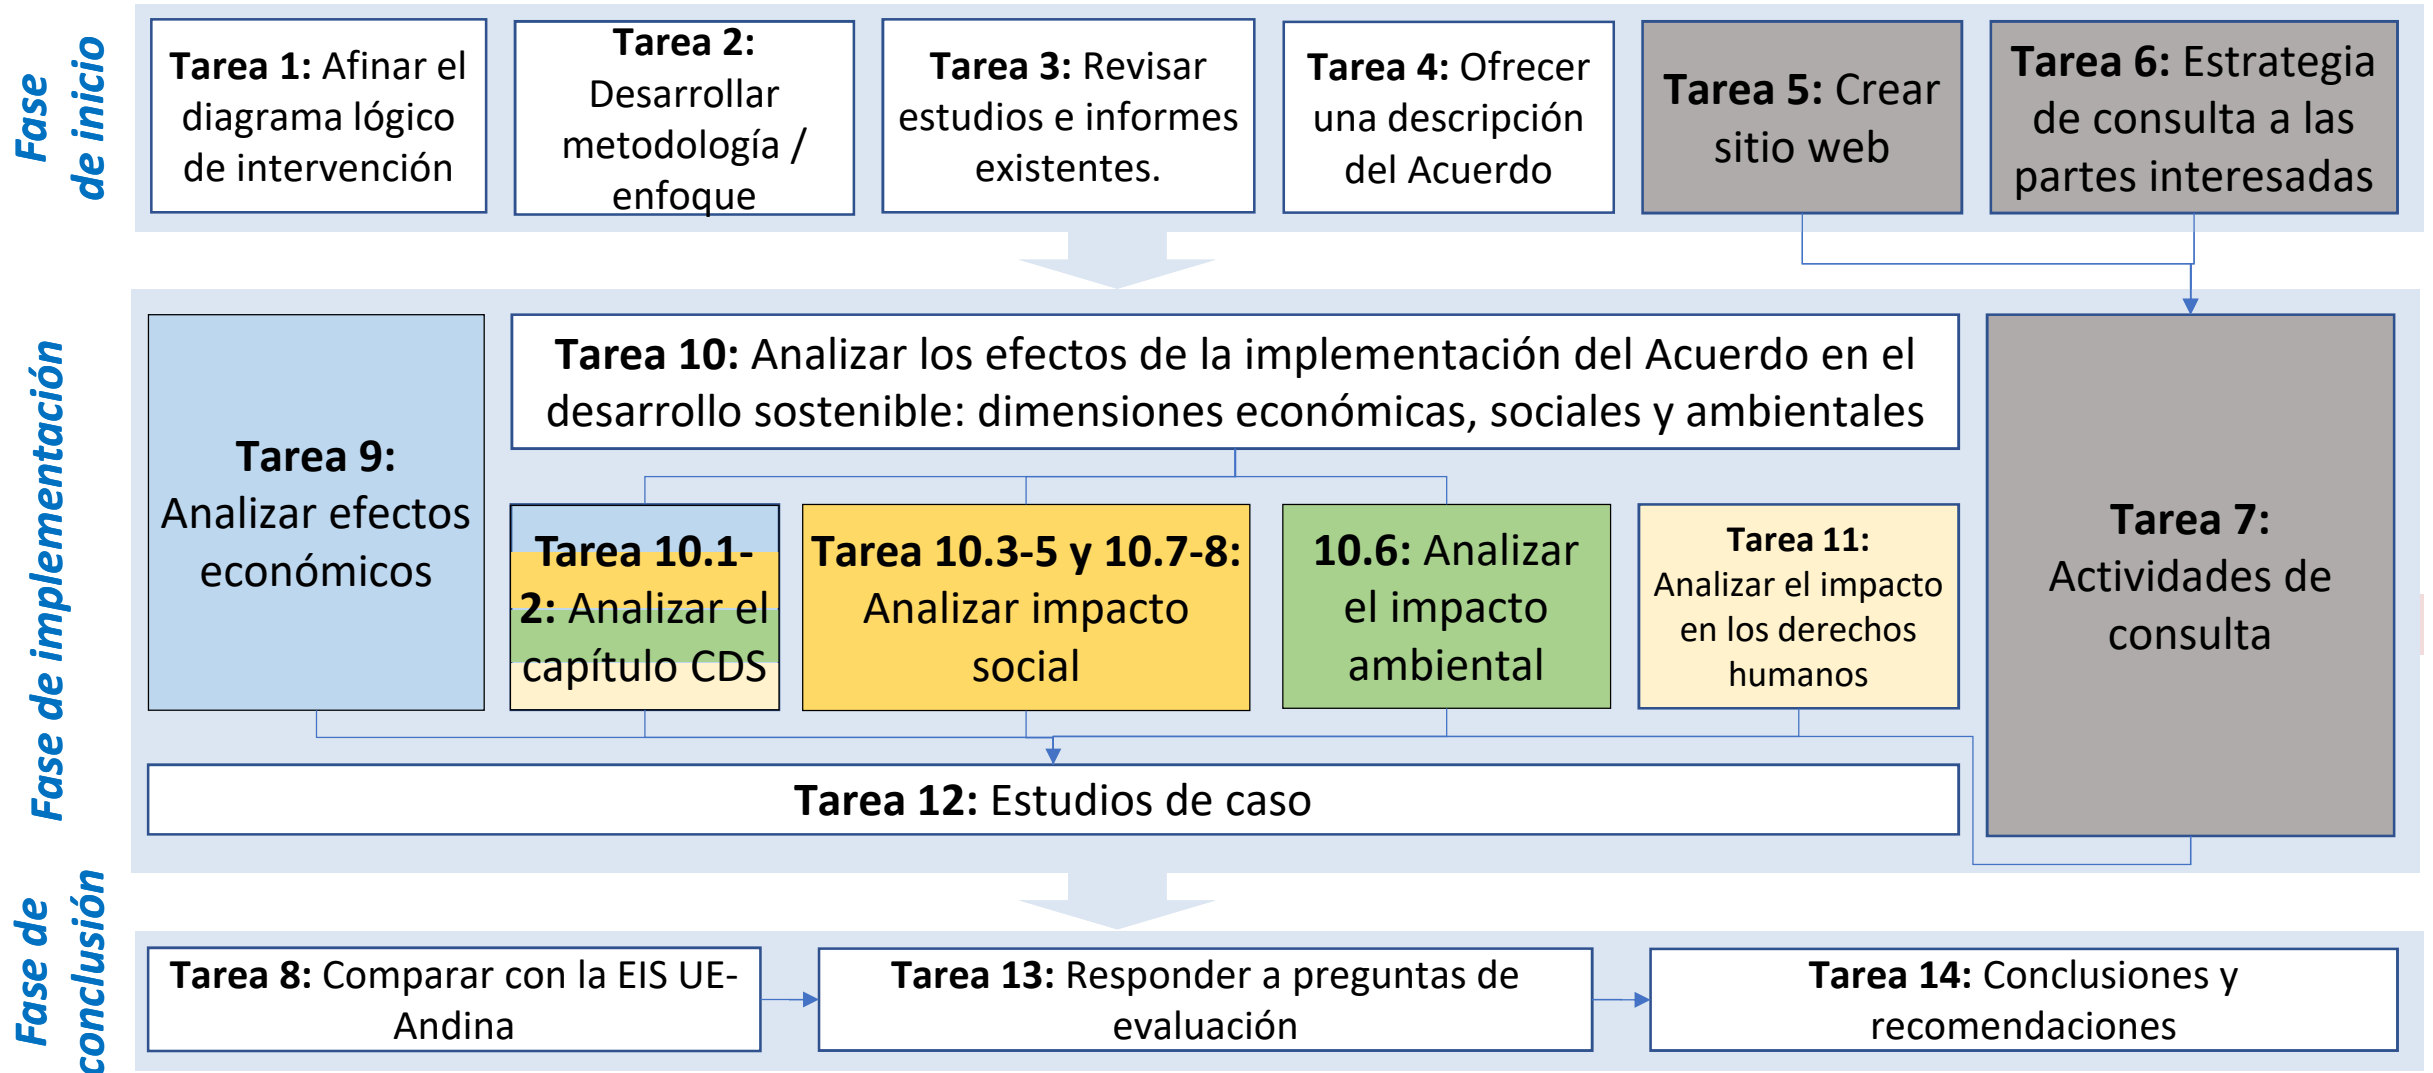 Fase
de inicio
Tarea 1: Afinar el
diagrama lógico
de intervención
Tarea 2:
Desarrollar
metodología /
enfoque
Tarea 3: Revisar
estudios e informes
existentes.
Tarea 4: Ofrecer
una descripción
del Acuerdo
Tarea 5: Crear
sitio web
Tarea 6: Estrategia
de consulta a las
partes interesadas
Fase de implementación
Tarea 9:
Analizar efectos
económicos
Tarea 10: Analizar los efectos de la implementación del Acuerdo en el
desarrollo sostenible: dimensiones económicas, sociales y ambientales
Tarea 10.1-
2: Analizar el
capítulo CDS
Tarea 10.3-5 y 10.7-8:
Analizar impacto
social
10.6: Analizar
el impacto
ambiental
Tarea 11:
Analizar el impacto
en los derechos
humanos
Tarea 7:
Actividades de
consulta
Tarea 12: Estudios de caso
Fase de
conclusión
Tarea 8: Comparar con la EIS UE-
Andina
Tarea 13: Responder a preguntas de
evaluación
Tarea 14: Conclusiones y
recomendaciones